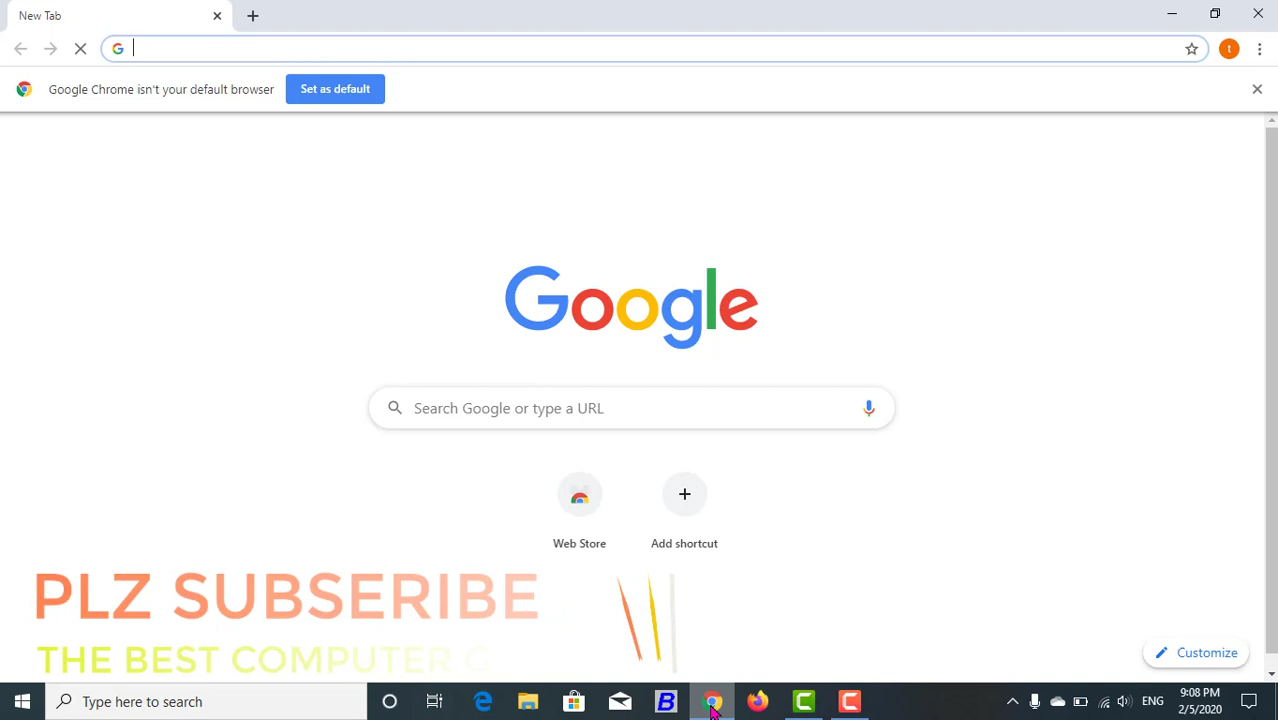 New Tab
Google Chrome isn't your default browser
Set as default
Google
Search Google or type a URL
Web Store
Add shortcut
PLZ SUBSERIBE
THE BEST COMPUTER C
Customize
Type here to search
ENG
9:08 PM
2/5/2020